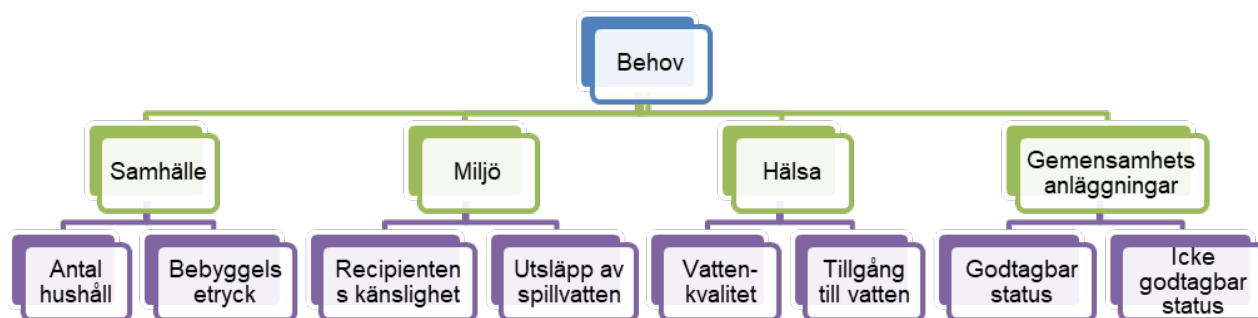 Behov
Samhälle
Miljö
Hälsa
Gemensamhets
anläggningar
Antal
hushåll
Bebyggels
etryck
Recipienten
s känslighet
Utsläpp av
spillvatten
Vatten-
kvalitet
Tillgång
till vatten
Godtagbar
status
Icke
godtagbar
status